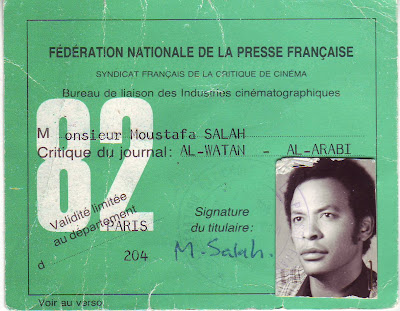 FÉDÉRATION NATIONALE DE LA PRESSE FRANÇAISE
SYNDICAT FRANÇAIS DE LA CRITIQUE DE CINÉMA
Bureau de liaison des Industries cinématographiques
82
M onsieur Moustafa SALAH
Critique du journal: AL-WATAN - AL-ARABI
Validité limitée
au département
d PARIS
204
Signature
du titulaire:
M. Salah.
Voir au verso